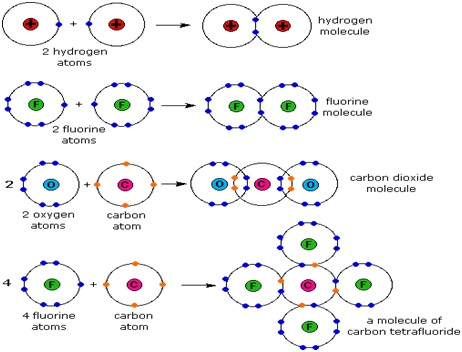 + + + + +
2 hydrogen
atoms
hydrogen
molecule
F + F F F
2 fluorine
atoms
fluorine
molecule
2 O + C O C O
2 oxygen
atoms
carbon
atom
carbon dioxide
molecule
4 F + C F F C F F
4 fluorine
atoms
carbon
atom
a molecule of
carbon tetrafluoride